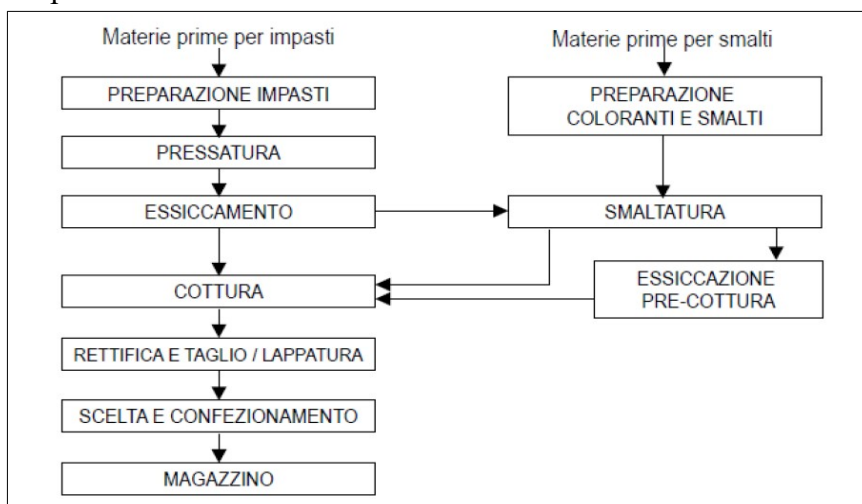 Materie prime per impasti
PREPARAZIONE IMPASTI
PRESSATURA
ESSICCAMENTO
COTTURA
RETTIFICA E TAGLIO / LAPPATURA
SCELTA E CONFEZIONAMENTO
MAGAZZINO
Materie prime per smalti
PREPARAZIONE
COLORANTI E SMALTI
SMALTATURA
ESSICCAZIONE
PRE-COTTURA